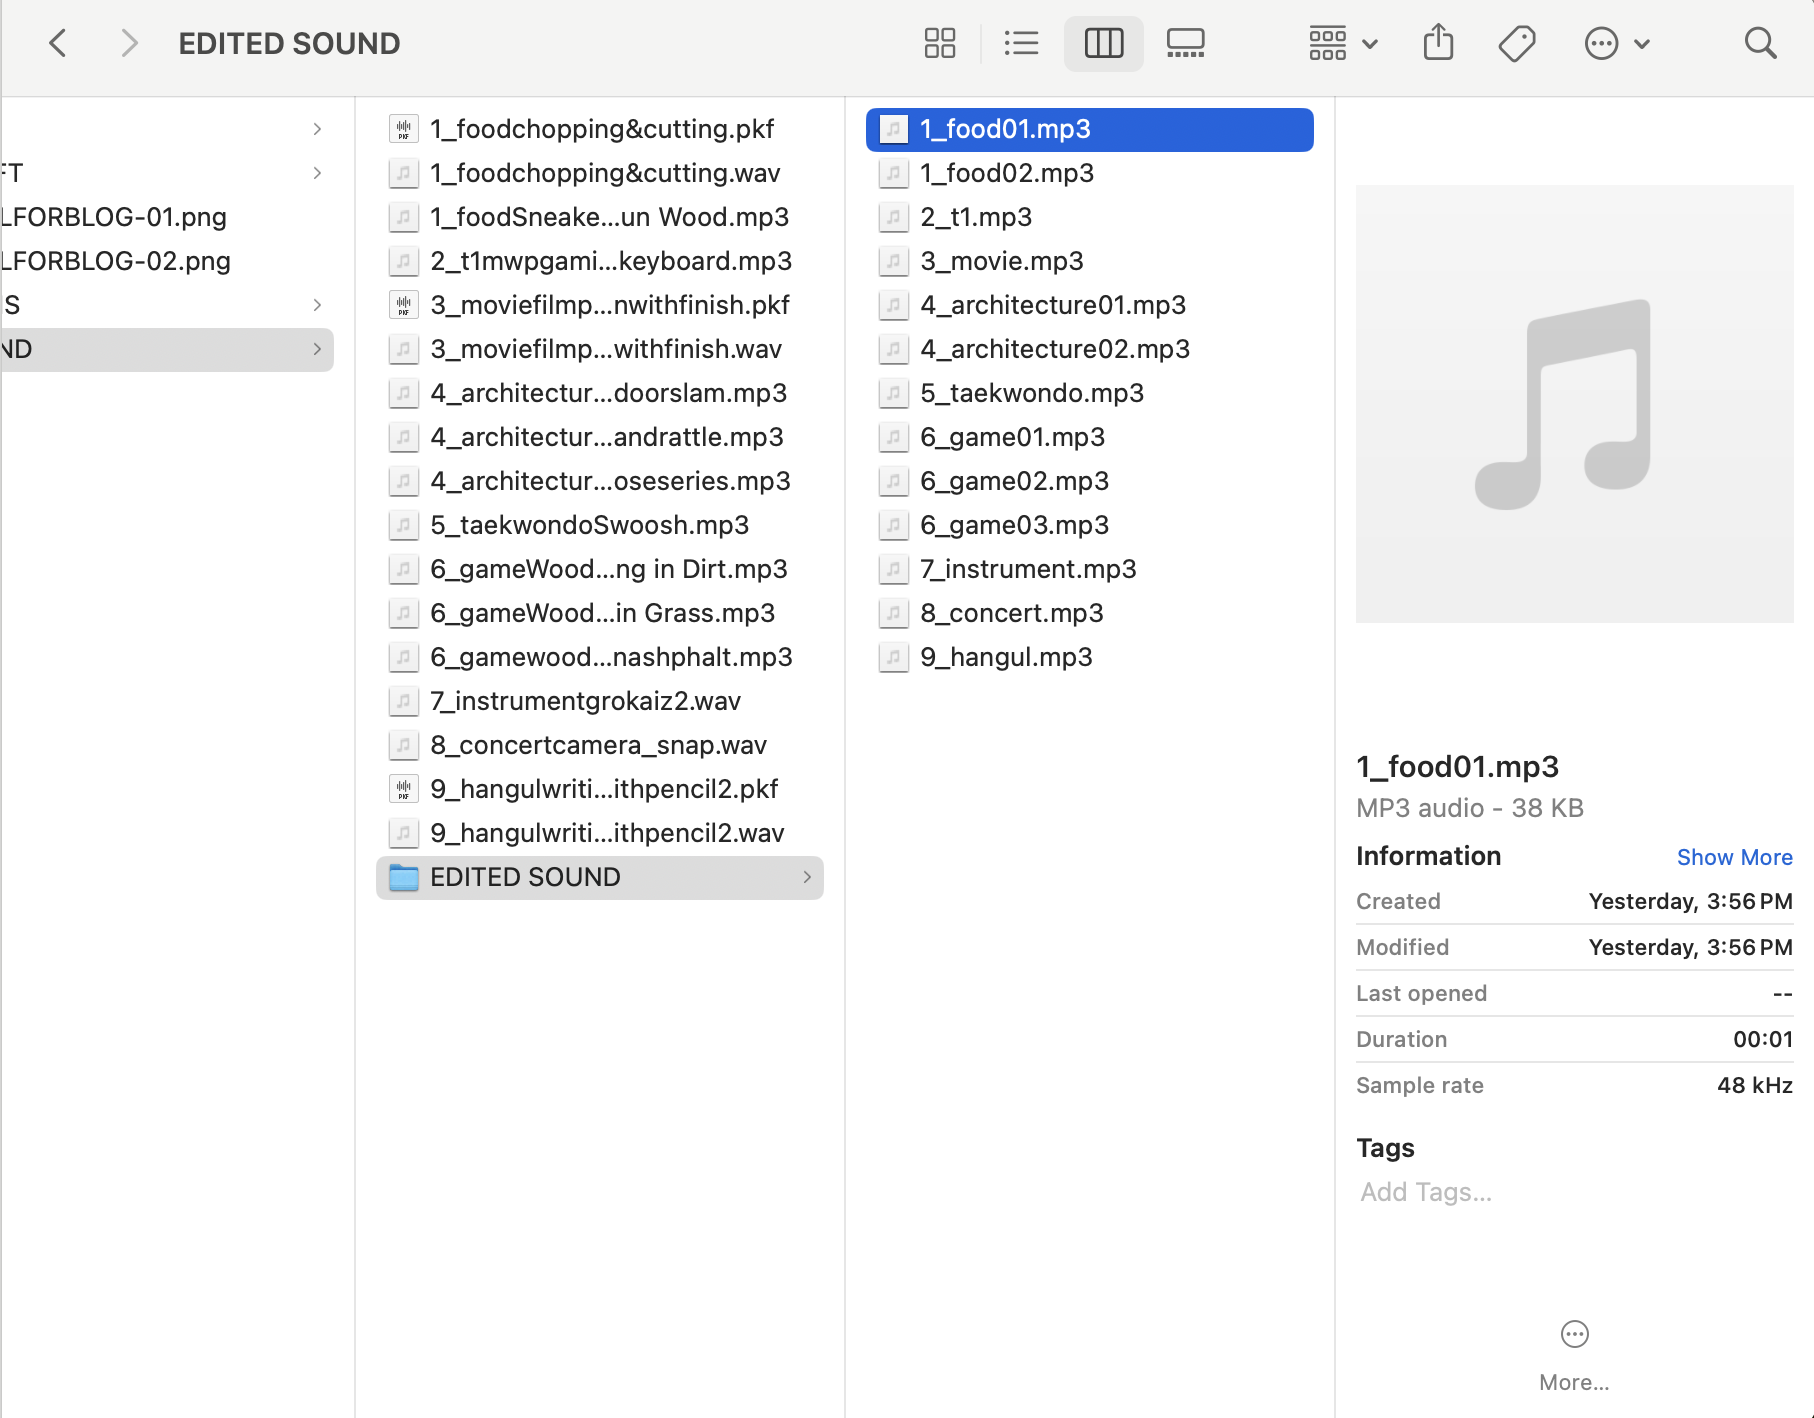 EDITED SOUND
FT
LFORBLOG-01.png
LFORBLOG-02.png
S
ND
1_foodchopping&cutting.pkf
1_foodchopping&cutting.wav
1_foodSneake...un Wood.mp3
2_t1mwpgami...keyboard.mp3
3_moviefilmp...nwithfinish.pkf
3_moviefilmp...withfinish.wav
4_architectur...doorslam.mp3
4_architectur...andrattle.mp3
4_architectur...oseseries.mp3
5_taekwondoSwoosh.mp3
6_gameWood...ng in Dirt.mp3
6_gameWood...in Grass.mp3
6_gamewood...nashphalt.mp3
7_instrumentgrokaiz2.wav
8_concertcamera_snap.wav
9_hangulwriti...ithpencil2.pkf
9_hangulwriti...ithpencil2.wav
EDITED SOUND
1_food01.mp3
1_food02.mp3
2_t1.mp3
3_movie.mp3
4_architecture01.mp3
4_architecture02.mp3
5_taekwondo.mp3
6_game01.mp3
6_game02.mp3
6_game03.mp3
7_instrument.mp3
8_concert.mp3
9_hangul.mp3
1_food01.mp3
MP3 audio - 38 KB
Information Show More
Created Yesterday, 3:56 PM
Modified Yesterday, 3:56 PM
Last opened --
Duration 00:01
Sample rate 48 kHz
Tags
Add Tags...
More...